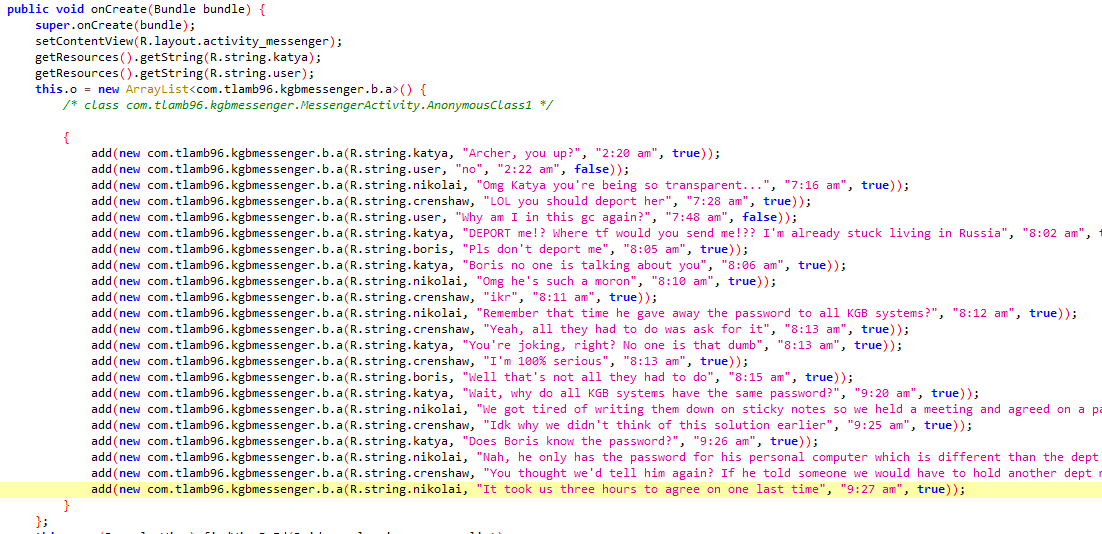 public void onCreate(Bundle bundle) {
super.onCreate(bundle);
setContentView(R.layout.activity_messenger);
getResources().getString(R.string.katya);
getResources().getString(R.string.user);
this.o = new ArrayList<com.tlamb96.kgbmessenger.b.a>() {
/* class com.tlamb96.kgbmessenger.MessengerActivity.AnonymousClass1 */
{
add(new com.tlamb96.kgbmessenger.b.a(R.string.katya, "Archer, you up?", "2:20 am", true));
add(new com.tlamb96.kgbmessenger.b.a(R.string.user, "no", "2:22 am", false));
add(new com.tlamb96.kgbmessenger.b.a(R.string.nikolai, "Omg Katya you're being so transparent...", "7:16 am", true));
add(new com.tlamb96.kgbmessenger.b.a(R.string.crenshaw, "LOL you should deport her", "7:28 am", true));
add(new com.tlamb96.kgbmessenger.b.a(R.string.user, "Why am I in this gc again?", "7:48 am", false));
add(new com.tlamb96.kgbmessenger.b.a(R.string.katya, "DEPORT me!? Where tf would you send me!?? I'm already stuck living in Russia", "8:02 am",
add(new com.tlamb96.kgbmessenger.b.a(R.string.boris, "Pls don't deport me", "8:05 am", true));
add(new com.tlamb96.kgbmessenger.b.a(R.string.katya, "Boris no one is talking about you", "8:06 am", true));
add(new com.tlamb96.kgbmessenger.b.a(R.string.nikolai, "Omg he's such a moron", "8:10 am", true));
add(new com.tlamb96.kgbmessenger.b.a(R.string.crenshaw, "ikr", "8:11 am", true));
add(new com.tlamb96.kgbmessenger.b.a(R.string.nikolai, "Remember that time he gave away the password to all KGB systems?", "8:12 am", true));
add(new com.tlamb96.kgbmessenger.b.a(R.string.crenshaw, "Yeah, all they had to do was ask for it", "8:13 am", true));
add(new com.tlamb96.kgbmessenger.b.a(R.string.katya, "You're joking, right? No one is that dumb", "8:13 am", true));
add(new com.tlamb96.kgbmessenger.b.a(R.string.crenshaw, "I'm 100% serious", "8:13 am", true));
add(new com.tlamb96.kgbmessenger.b.a(R.string.boris, "Well that's not all they had to do", "8:15 am", true));
add(new com.tlamb96.kgbmessenger.b.a(R.string.katya, "Wait, why do all KGB systems have the same password?", "9:20 am", true));
add(new com.tlamb96.kgbmessenger.b.a(R.string.nikolai, "We got tired of writing them down on sticky notes so we held a meeting and agreed on a
add(new com.tlamb96.kgbmessenger.b.a(R.string.crenshaw, "Idk why we didn't think of this solution earlier", "9:25 am", true));
add(new com.tlamb96.kgbmessenger.b.a(R.string.katya, "Does Boris know the password?", "9:26 am", true));
add(new com.tlamb96.kgbmessenger.b.a(R.string.nikolai, "Nah, he only has the password for his personal computer which is different than the dept
add(new com.tlamb96.kgbmessenger.b.a(R.string.crenshaw, "You thought we'd tell him again? If he told someone we would have to hold another dept
add(new com.tlamb96.kgbmessenger.b.a(R.string.nikolai, "It took us three hours to agree on one last time", "9:27 am", true));
}
};